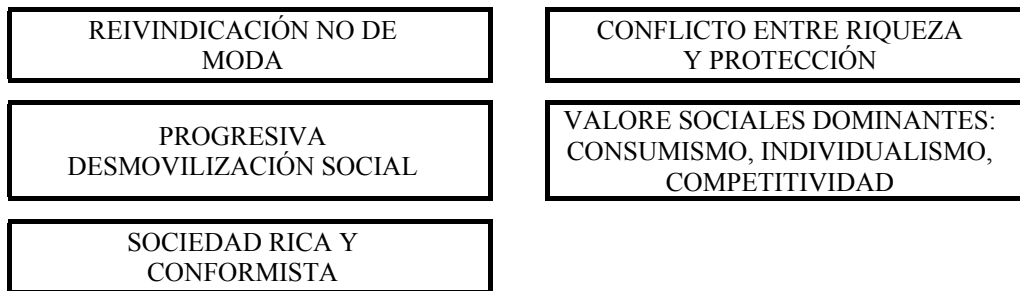 REIVINDICACIÓN NO DE
MODA
CONFLICTO ENTRE RIQUEZA
Y PROTECCIÓN
PROGRESIVA
DESMOVILIZACIÓN SOCIAL
VALORE SOCIALES DOMINANTES:
CONSUMISMO, INDIVIDUALISMO,
COMPETITIVIDAD
SOCIEDAD RICA Y
CONFORMISTA